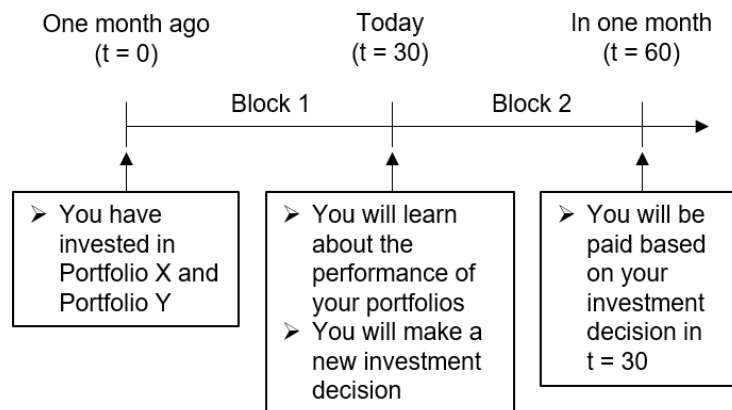 One month ago
(t = 0)
Today
(t = 30)
In one month
(t = 60)
Block 1
Block 2
➢ You have
invested in
Portfolio X and
Portfolio Y
➢ You will learn
about the
performance of
your portfolios
➢ You will make a
new investment
decision
➢ You will be
paid based
on your
investment
decision in
t = 30